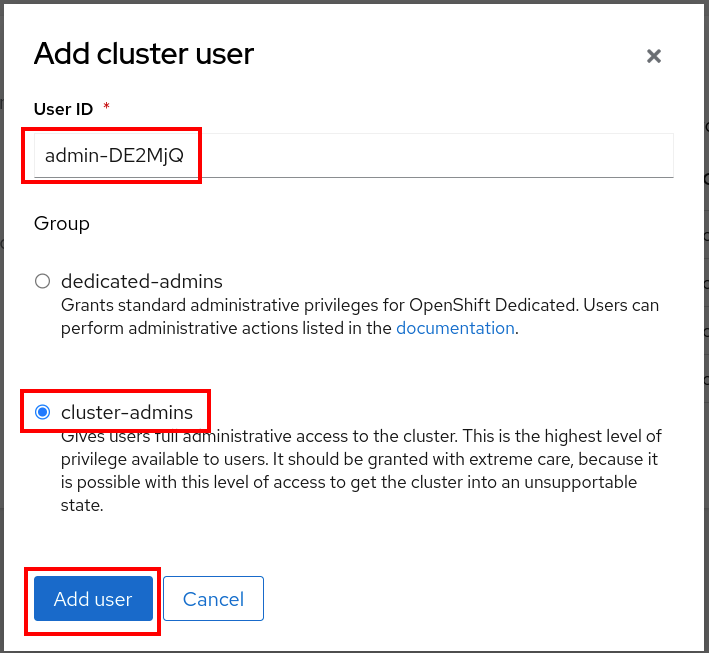 Add cluster user
User ID *
admin-DE2MjQ
Group
dedicated-admins
Grants standard administrative privileges for OpenShift Dedicated. Users can
perform administrative actions listed in the documentation.
cluster-admins
Gives users full administrative access to the cluster. This is the highest level of
privilege available to users. It should be granted with extreme care, because it
is possible with this level of access to get the cluster into an unsupportable
state.
Add user
Cancel